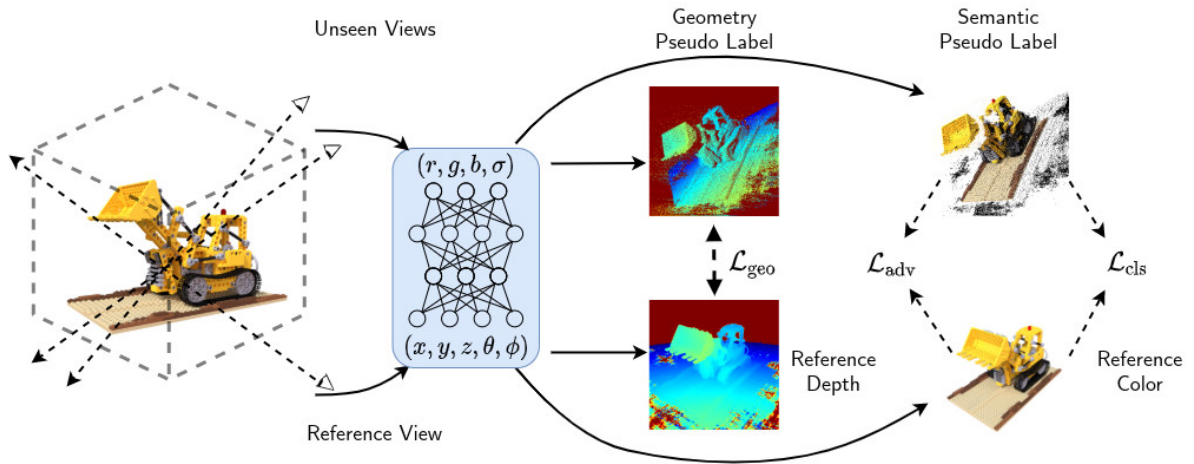 Unseen Views
Geometry
Pseudo Label
Semantic
Pseudo Label
(r, g, b, σ)
(x, y, z, θ, ϕ)
ℒgeo
ℒadv
ℒcls
Reference
Depth
Reference
Color
Reference View